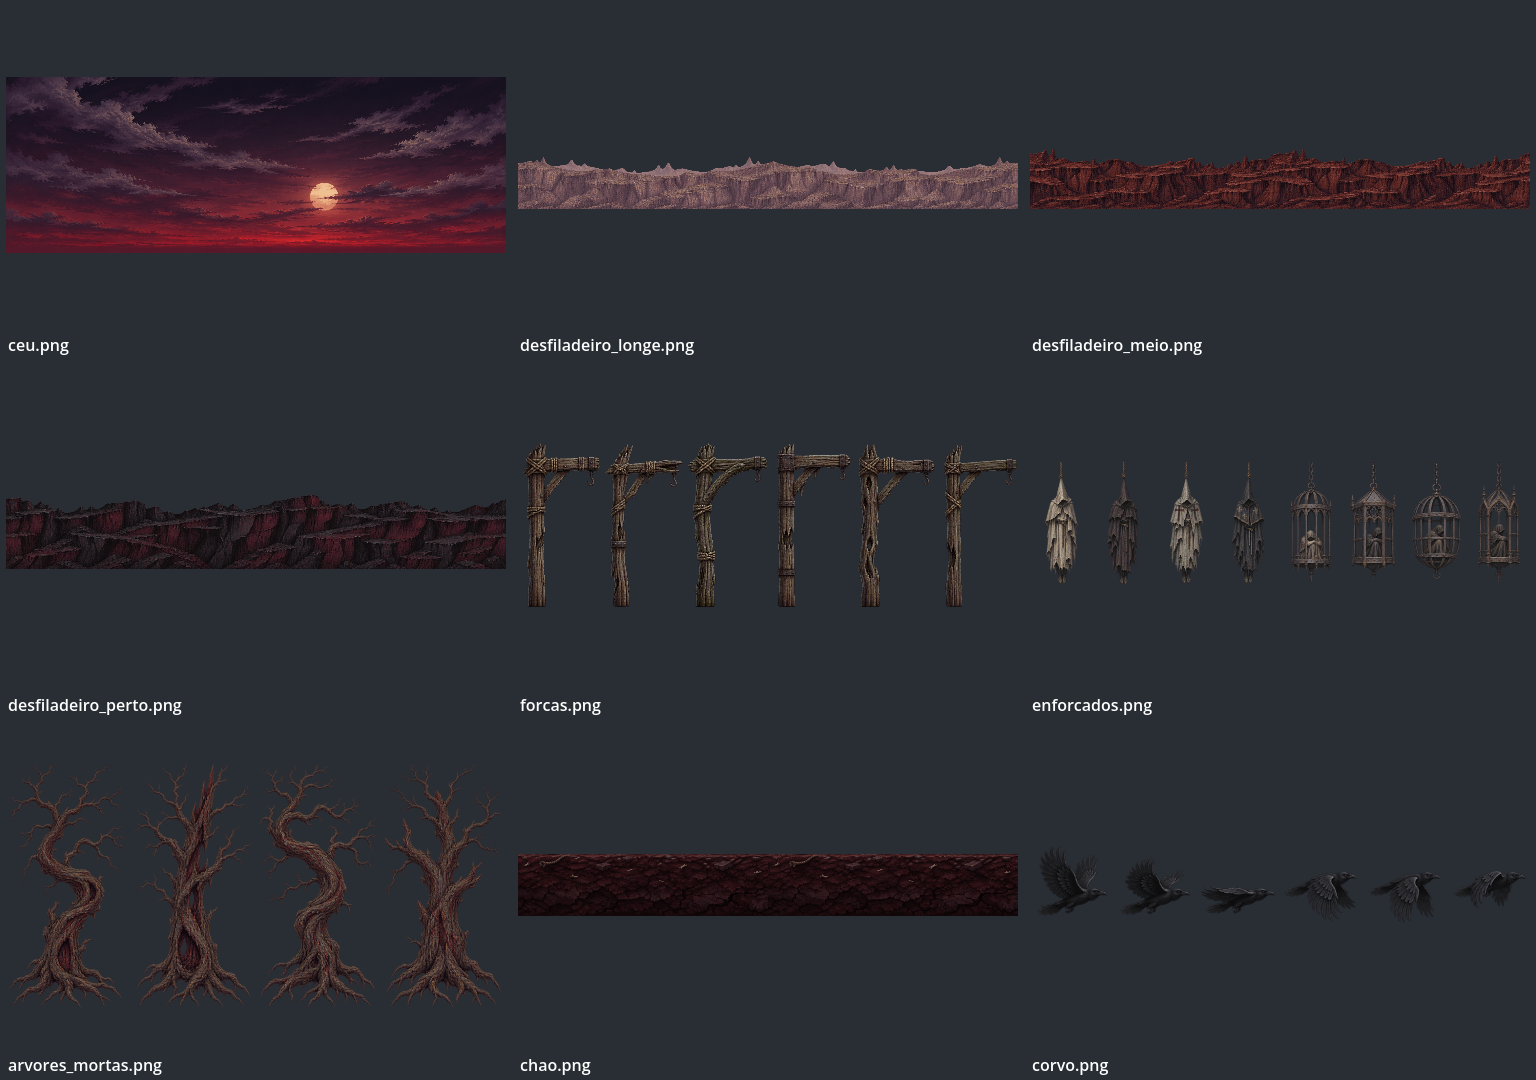 ceu.png
desfiladeiro_longe.png
desfiladeiro_meio.png
desfiladeiro_perto.png
forcas.png
enforcados.png
arvores_mortas.png
chao.png
corvo.png